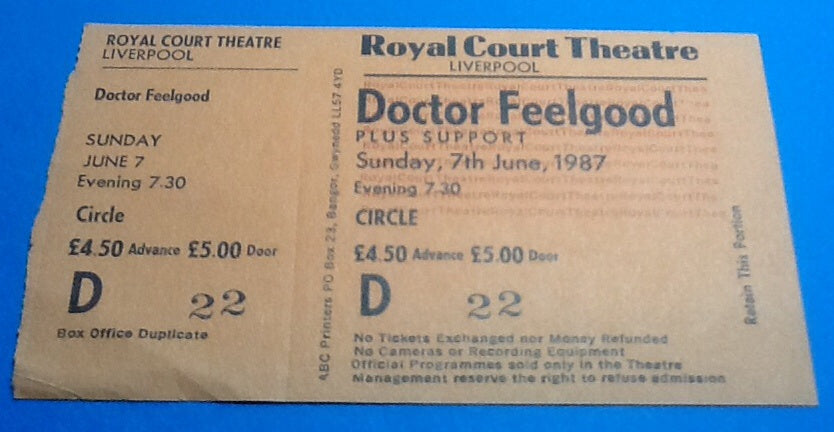 ROYAL COURT THEATRE
LIVERPOOL
Doctor Feelgood
SUNDAY
JUNE 7
Evening 7.30
Circle
£4.50 Advance £5.00 Door
D 22
Box Office Duplicate
ABC Printers PO Box 23, Bangor, Gwynedd LL57 4YD
Royal Court Theatre
LIVERPOOL
RoyalCourtTheatreRoyalCourtThea
Doctor Feelgood
PLUS SUPPORT
Sunday, 7th June, 1987
Evening 7.30
CIRCLE
£4.50 Advance £5.00 Door
D 22
No Tickets Exchanged nor Money Refunded
No Cameras or Recording Equipment
Official Programmes sold only in the Theatre
Management reserve the right to refuse admission
Retain This Portion